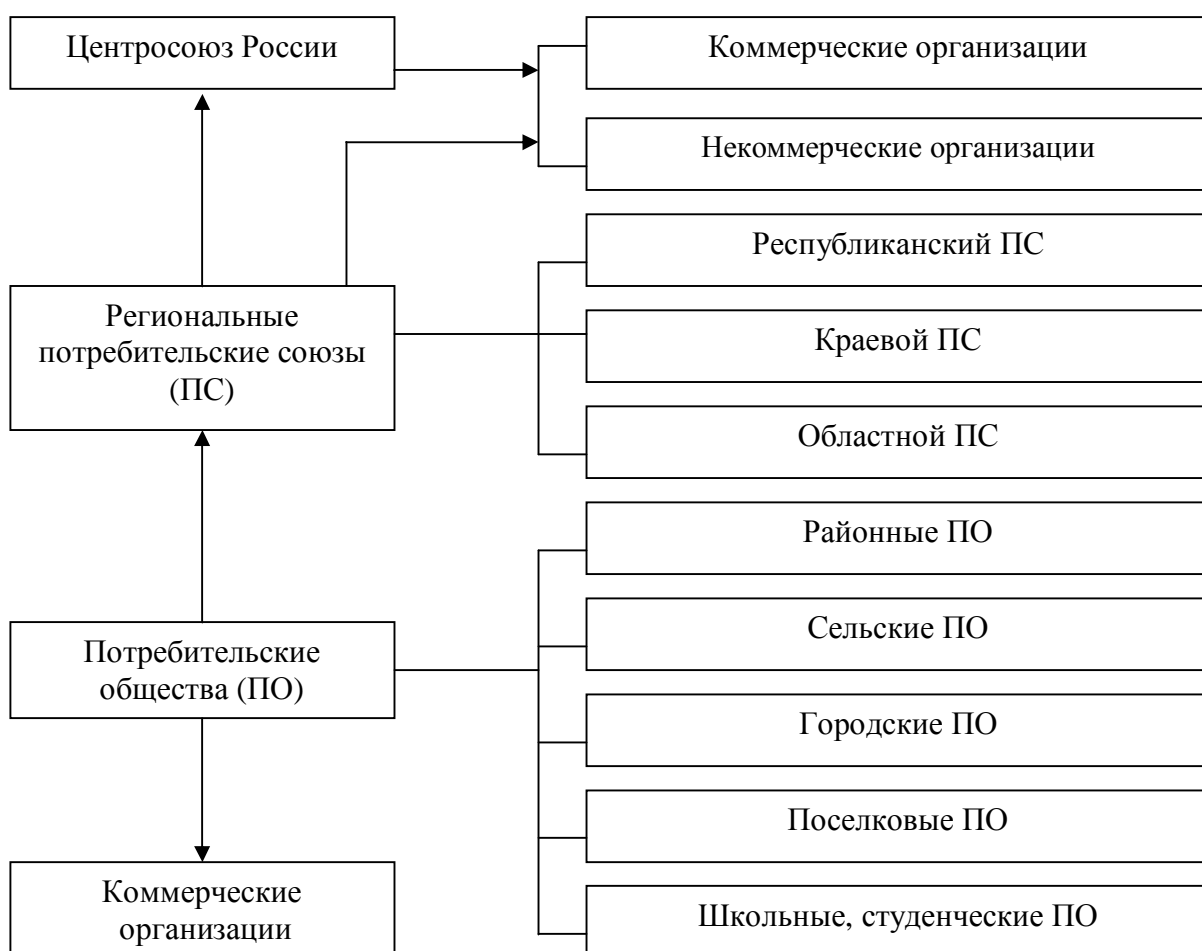 Центросоюз России
Коммерческие организации
Некоммерческие организации
Республиканский ПС
Региональные
потребительские союзы
(ПС)
Краевой ПС
Областной ПС
Районные ПО
Сельские ПО
Потребительские
общества (ПО)
Городские ПО
Поселковые ПО
Коммерческие
организации
Школьные, студенческие ПО